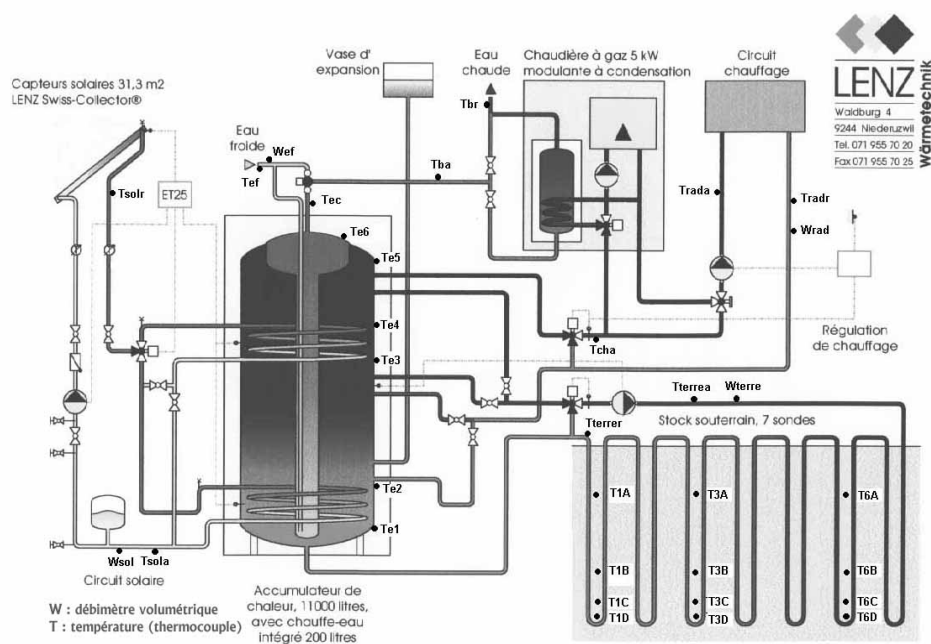 Capteurs solaires 31,3 m2
LENZ Swiss-Collector®
Vase d'
expansion
Eau
chaude
Chaudière à gaz 5 kW
modulante à condensation
Circuit
chauffage
LENZ
Wärmetechnik
Waldburg 4
9244 Niederuzwil
Tel. 071 955 70 20
Fax 071 955 70 25
Eau
froide
Wef
Tef
Tbr
Tba
Tec
Tsolr
ET25
Te6
Te5
Te4
Te3
Te2
Te1
Trada
Tradr
Wrad
Tcha
Régulation
de chauffage
Tterrea
Wterre
Tterrer
Stock souterrain, 7 sondes
T1A
T3A
T6A
T1B
T3B
T6B
T1C
T3C
T6C
T1D
T3D
T6D
Wsol
Tsola
Circuit solaire
Accumulateur de
chaleur, 11000 litres,
avec chauffe-eau
intégré 200 litres
W : débimètre volumétrique
T : température (thermocouple)